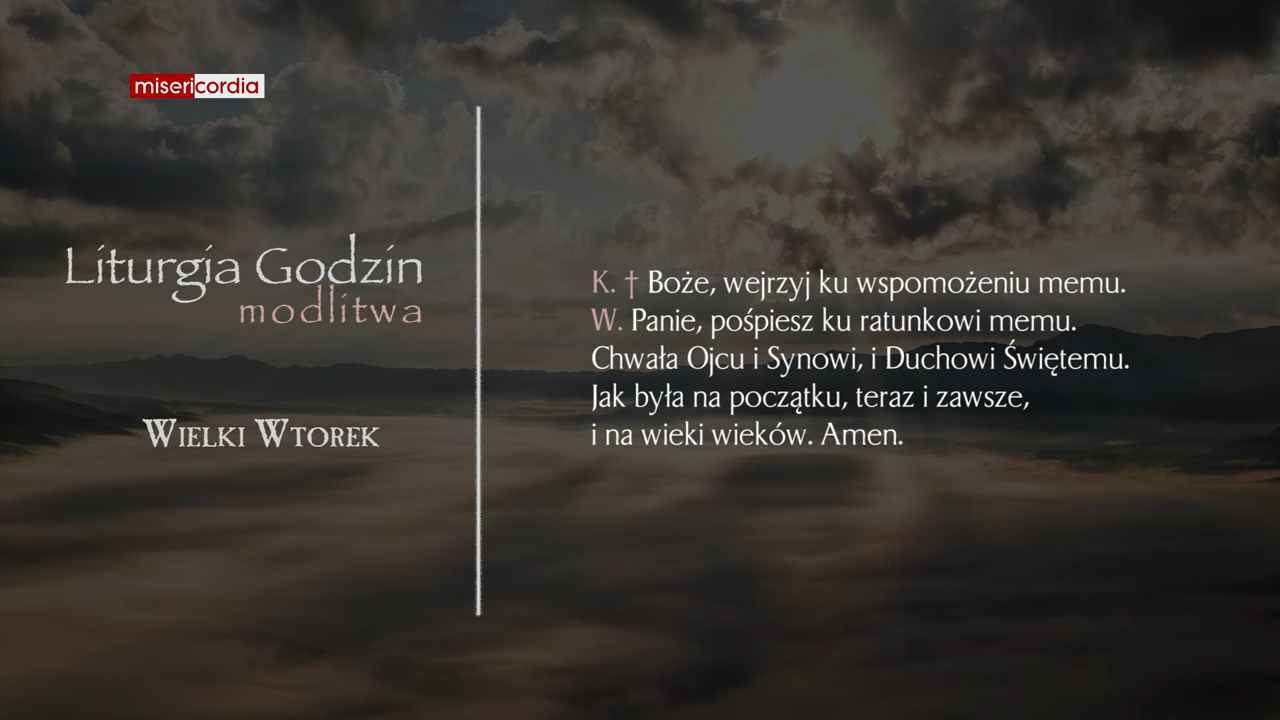 misericordia
Liturgia Godzin
modlitwa
Wielki Wtorek
K. † Boże, wejrzyj ku wspomożeniu memu.
W. Panie, pośpiesz ku ratunkowi memu.
Chwała Ojcu i Synowi, i Duchowi Świętemu.
Jak była na początku, teraz i zawsze,
i na wieki wieków. Amen.